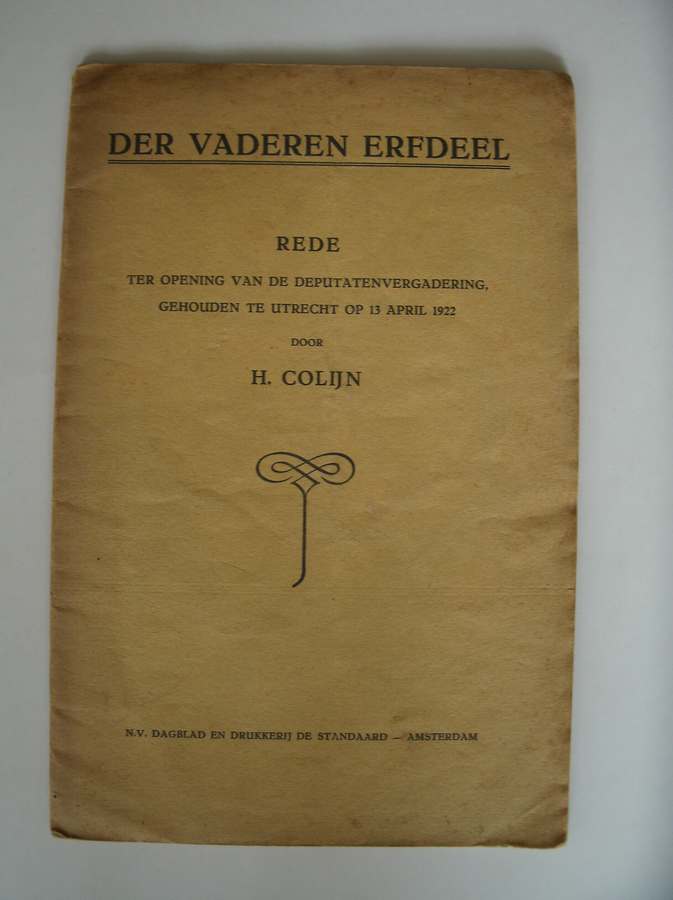 DER VADEREN ERFDEEL
REDE
TER OPENING VAN DE DEPUTATENVERGADERING,
GEHOUDEN TE UTRECHT OP 13 APRIL 1922
DOOR
H. COLIJN
N.V. DAGBLAD EN DRUKKERIJ DE STANDAARD — AMSTERDAM